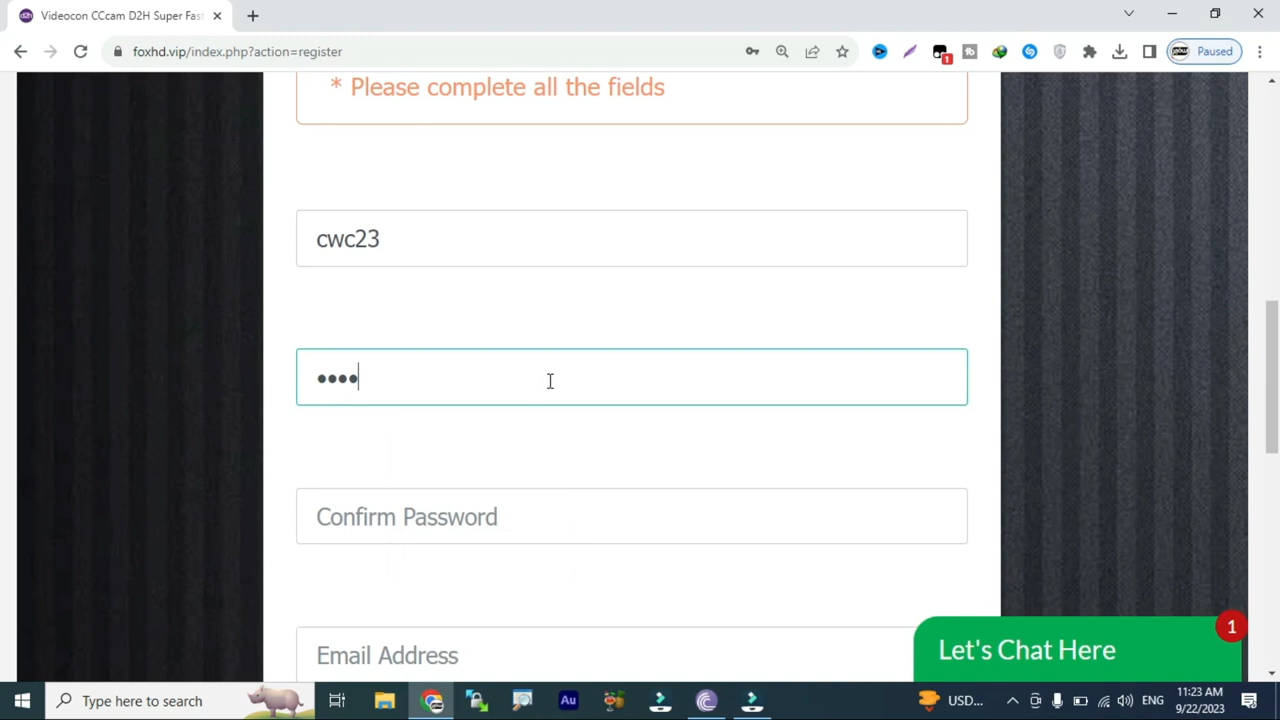 Videocon CCcam D2H Super Fast
foxhd.vip/index.php?action=register
1
Paused
* Please complete all the fields
cwc23
••••
Confirm Password
Email Address
Let's Chat Here
1
Type here to search
Au
USD...
ENG
11:23 AM
9/22/2023